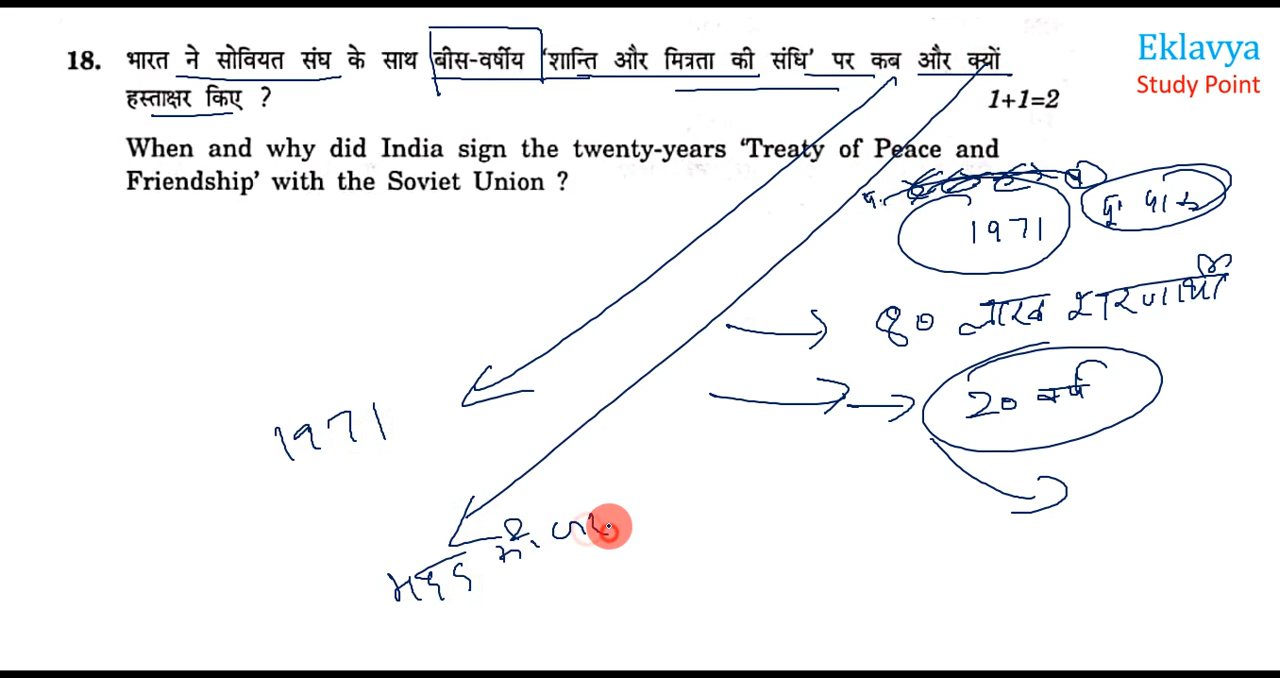 Eklavya
Study Point
18. भारत ने सोवियत संघ के साथ बीस-वर्षीय ‘शान्ति और मित्रता की संधि’ पर कब और क्यों
हस्ताक्षर किए ? 1+1=2
When and why did India sign the twenty-years ‘Treaty of Peace and
Friendship’ with the Soviet Union ?
1971
पू. पाक
80 लाख शरणार्थी
20 वर्ष
1971
मदद